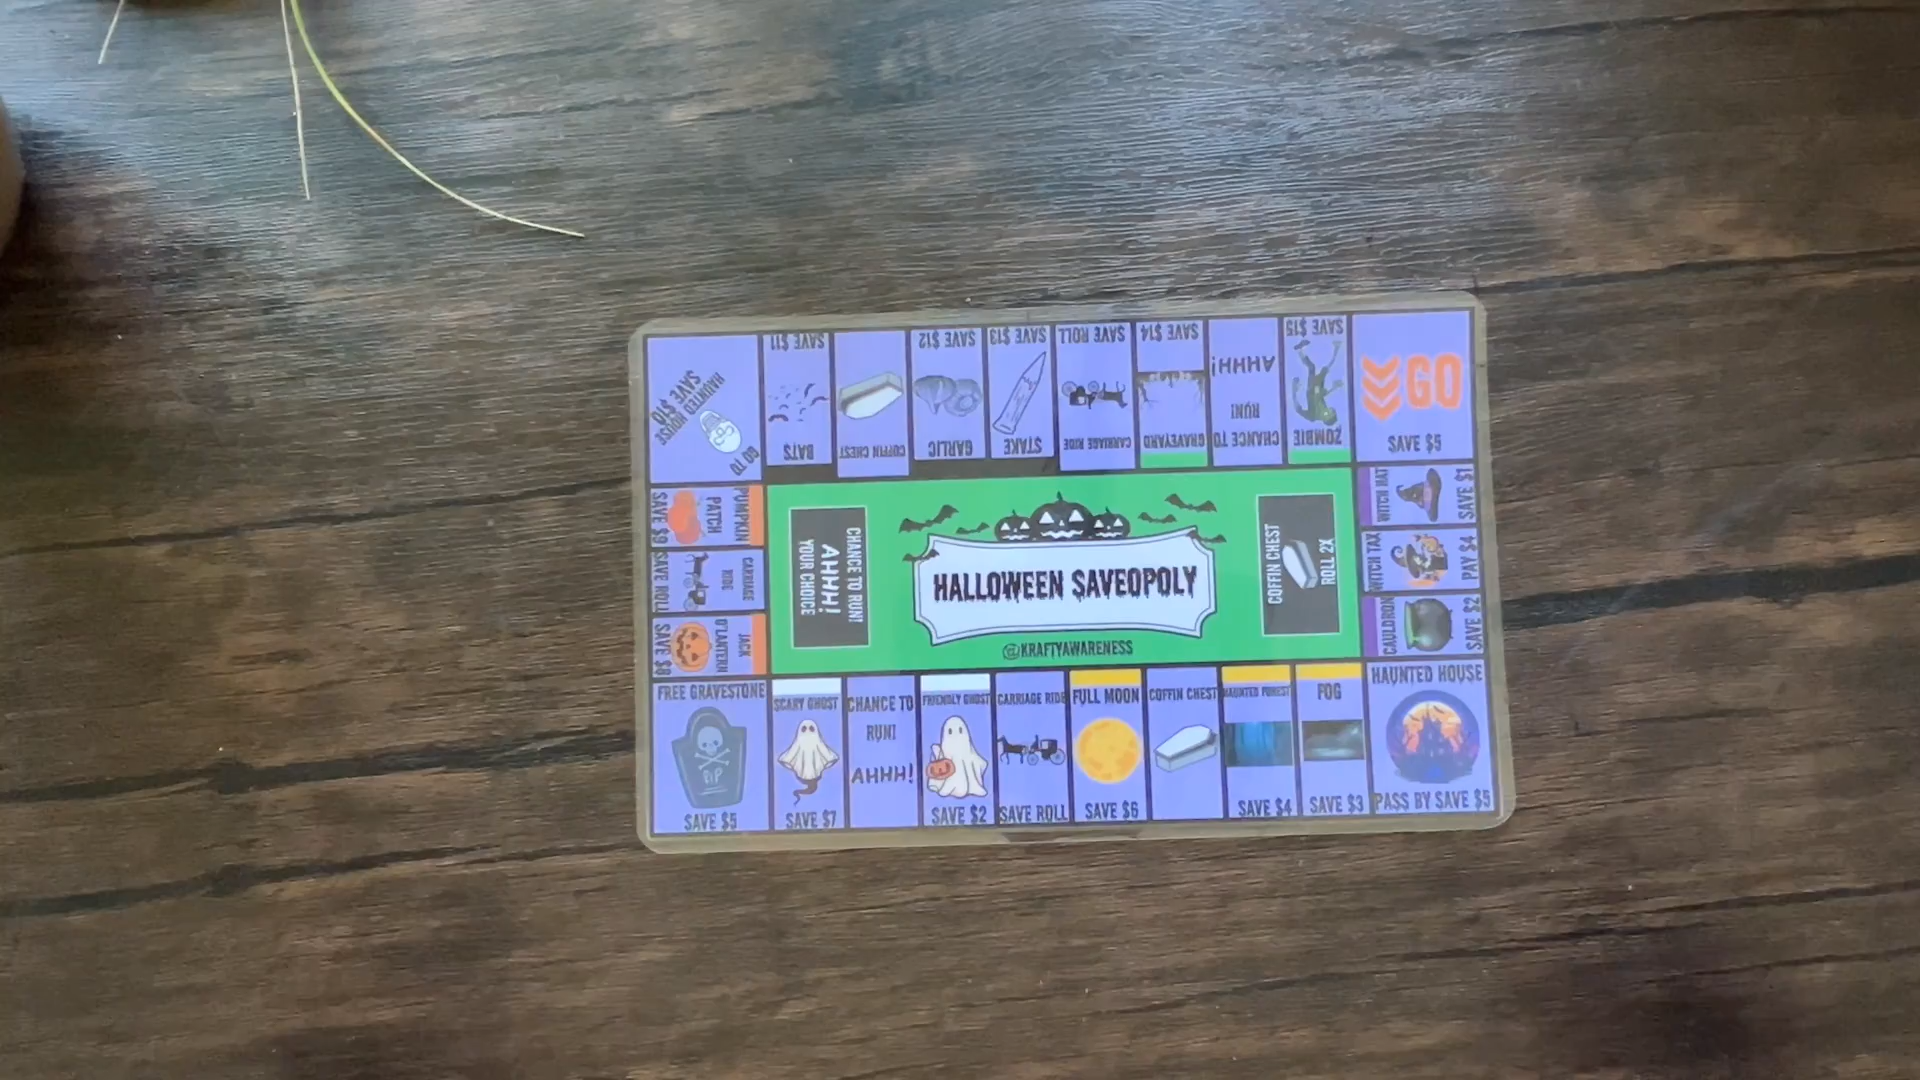 SAVE $11
BATS
COFFIN CHEST
SAVE $12
GARLIC
SAVE $13
STAKE
SAVE ROLL
CARRIAGE RIDE
SAVE $14
GRAVEYARD
CHANCE TO
RUN!
AHHH!
SAVE $15
ZOMBIE
GO
SAVE $5
GO TO
HAUNTED HOUSE
SAVE $10
PUMPKIN
PATCH
SAVE $9
CARRIAGE
RIDE
SAVE ROLL
JACK
O'LANTERN
SAVE $8
CHANCE TO RUN!
AHHH!
YOUR CHOICE
HALLOWEEN SAVEOPOLY
@KRAFTYAWARENESS
COFFIN CHEST
ROLL 2X
WITCH HAT
SAVE $1
WITCH TAX
PAY $4
CAULDRON
SAVE $2
FREE GRAVESTONE
RIP
SAVE $5
SCARY GHOST
SAVE $7
CHANCE TO
RUN!
AHHH!
FRIENDLY GHOST
SAVE $2
CARRIAGE RIDE
SAVE ROLL
FULL MOON
SAVE $6
COFFIN CHEST
HAUNTED FOREST
SAVE $4
FOG
SAVE $3
HAUNTED HOUSE
PASS BY SAVE $5